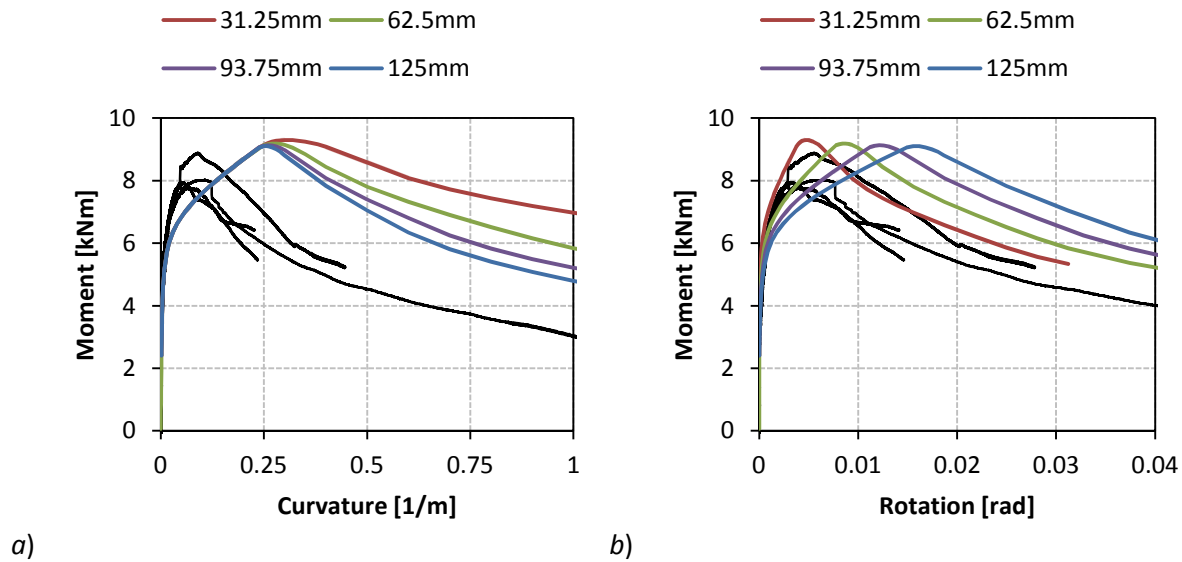 31.25mm 62.5mm
93.75mm 125mm
10
8
6
4
2
0
Moment [kNm]
0 0.25 0.5 0.75 1
Curvature [1/m]
a)
31.25mm 62.5mm
93.75mm 125mm
10
8
6
4
2
0
Moment [kNm]
0 0.01 0.02 0.03 0.04
Rotation [rad]
b)